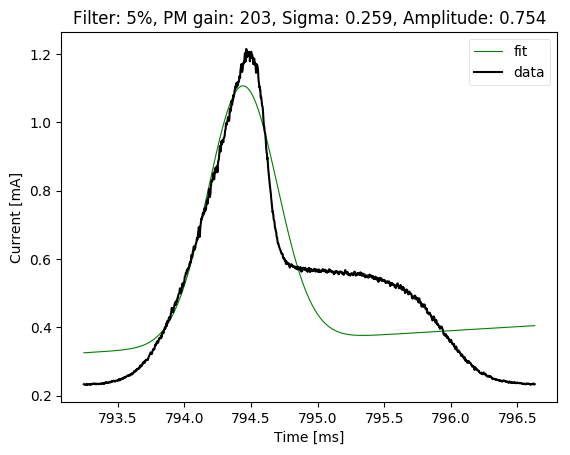 Filter: 5%, PM gain: 203, Sigma: 0.259, Amplitude: 0.754
fit
data
Current [mA]
1.2
1.0
0.8
0.6
0.4
0.2
793.5 794.0 794.5 795.0 795.5 796.0 796.5
Time [ms]